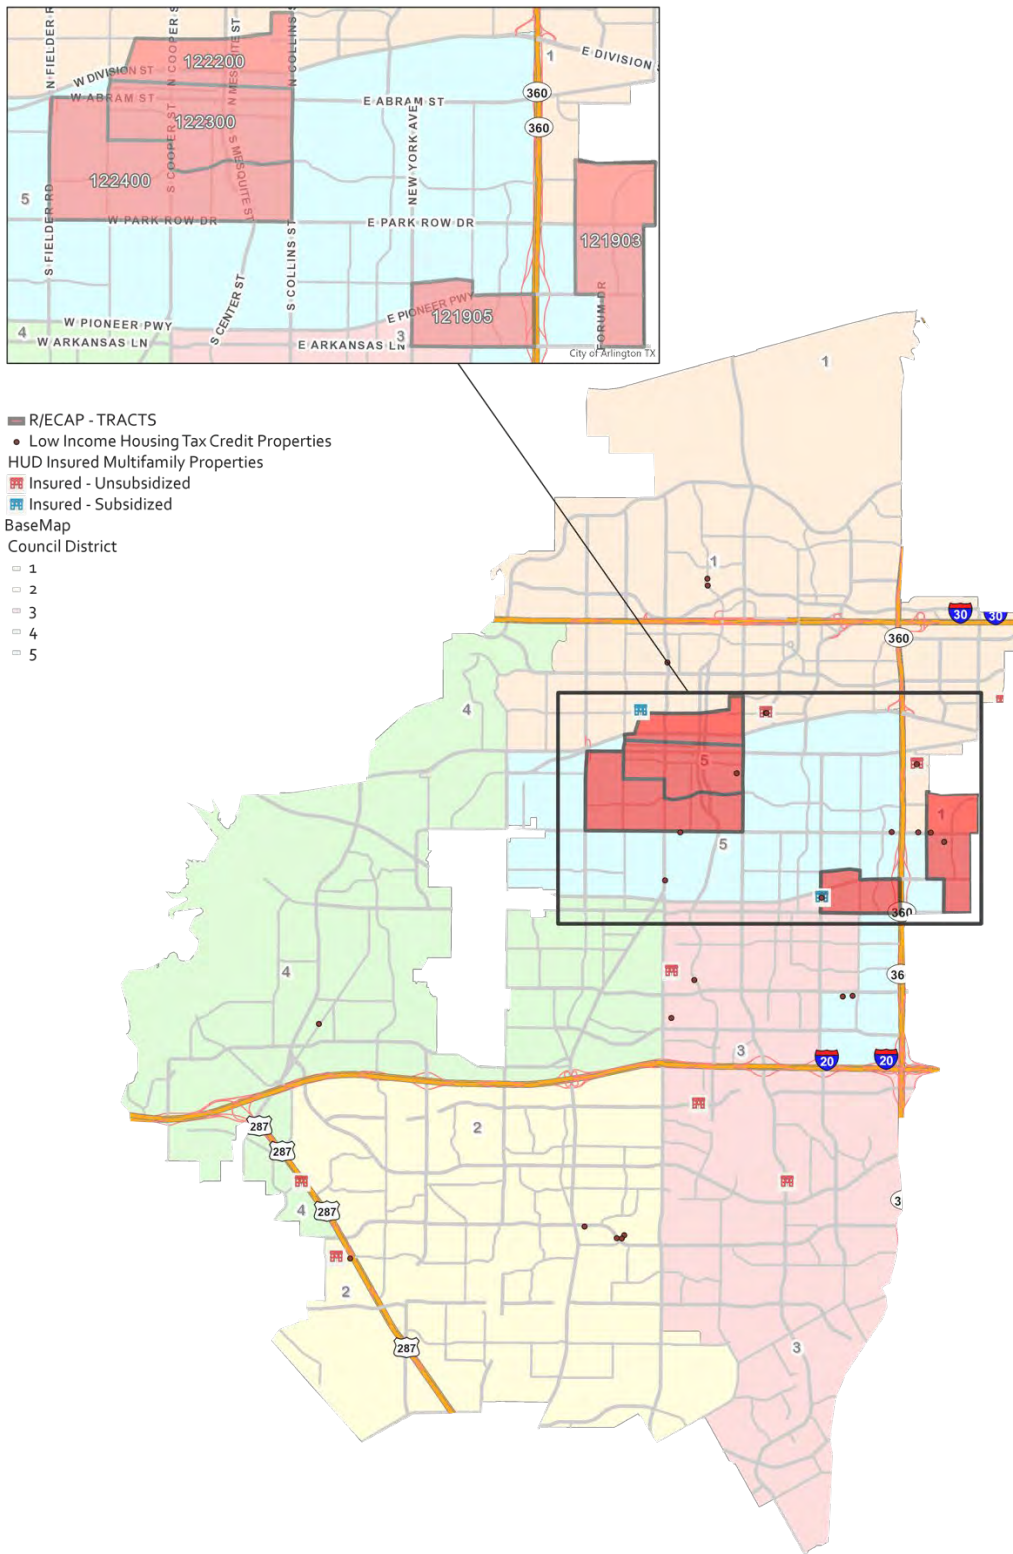 N FIELDER R
N COOPER S
N MESQUITE ST
N COLLINS S
W DIVISION ST
122200
1
E DIVISION S
W ABRAM ST
E ABRAM ST
360
360
122300
S COOPER ST
S MESQUITE ST
NEW YORK AVE
122400
5
S FIELDER RD
W PARK ROW DR
E PARK ROW DR
121903
S CENTER ST
S COLLINS ST
E PIONEER PWY
121905
FORUM DR
W PIONEER PWY
4
3
W ARKANSAS LN
E ARKANSAS LN
City of Arlington TX
R/ECAP - TRACTS
Low Income Housing Tax Credit Properties
HUD Insured Multifamily Properties
Insured - Unsubsidized
Insured - Subsidized
BaseMap
Council District
1
2
3
4
5
1
1
30
30
360
4
5
1
5
360
4
36
3
20
20
287
2
287
4
287
3
2
287
3